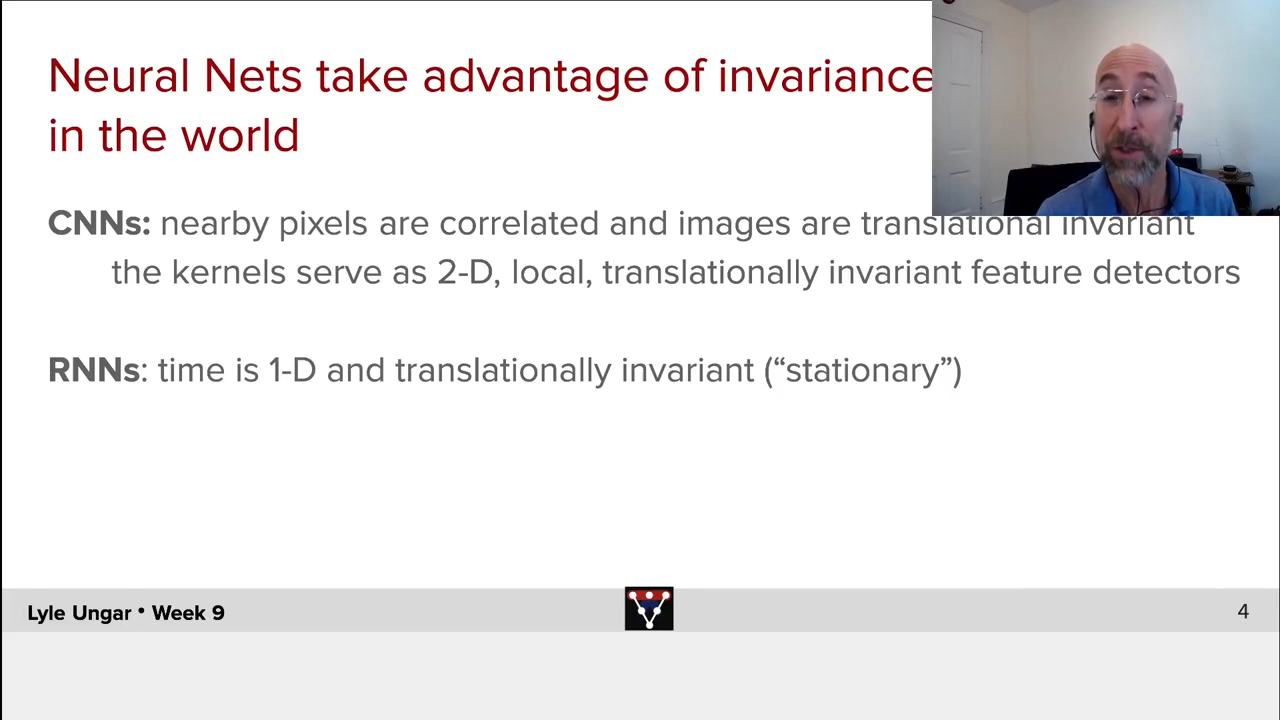 Neural Nets take advantage of invariance
in the world
CNNs: nearby pixels are correlated and images are translational invariant
the kernels serve as 2-D, local, translationally invariant feature detectors
RNNs: time is 1-D and translationally invariant (“stationary”)
Lyle Ungar • Week 9
4